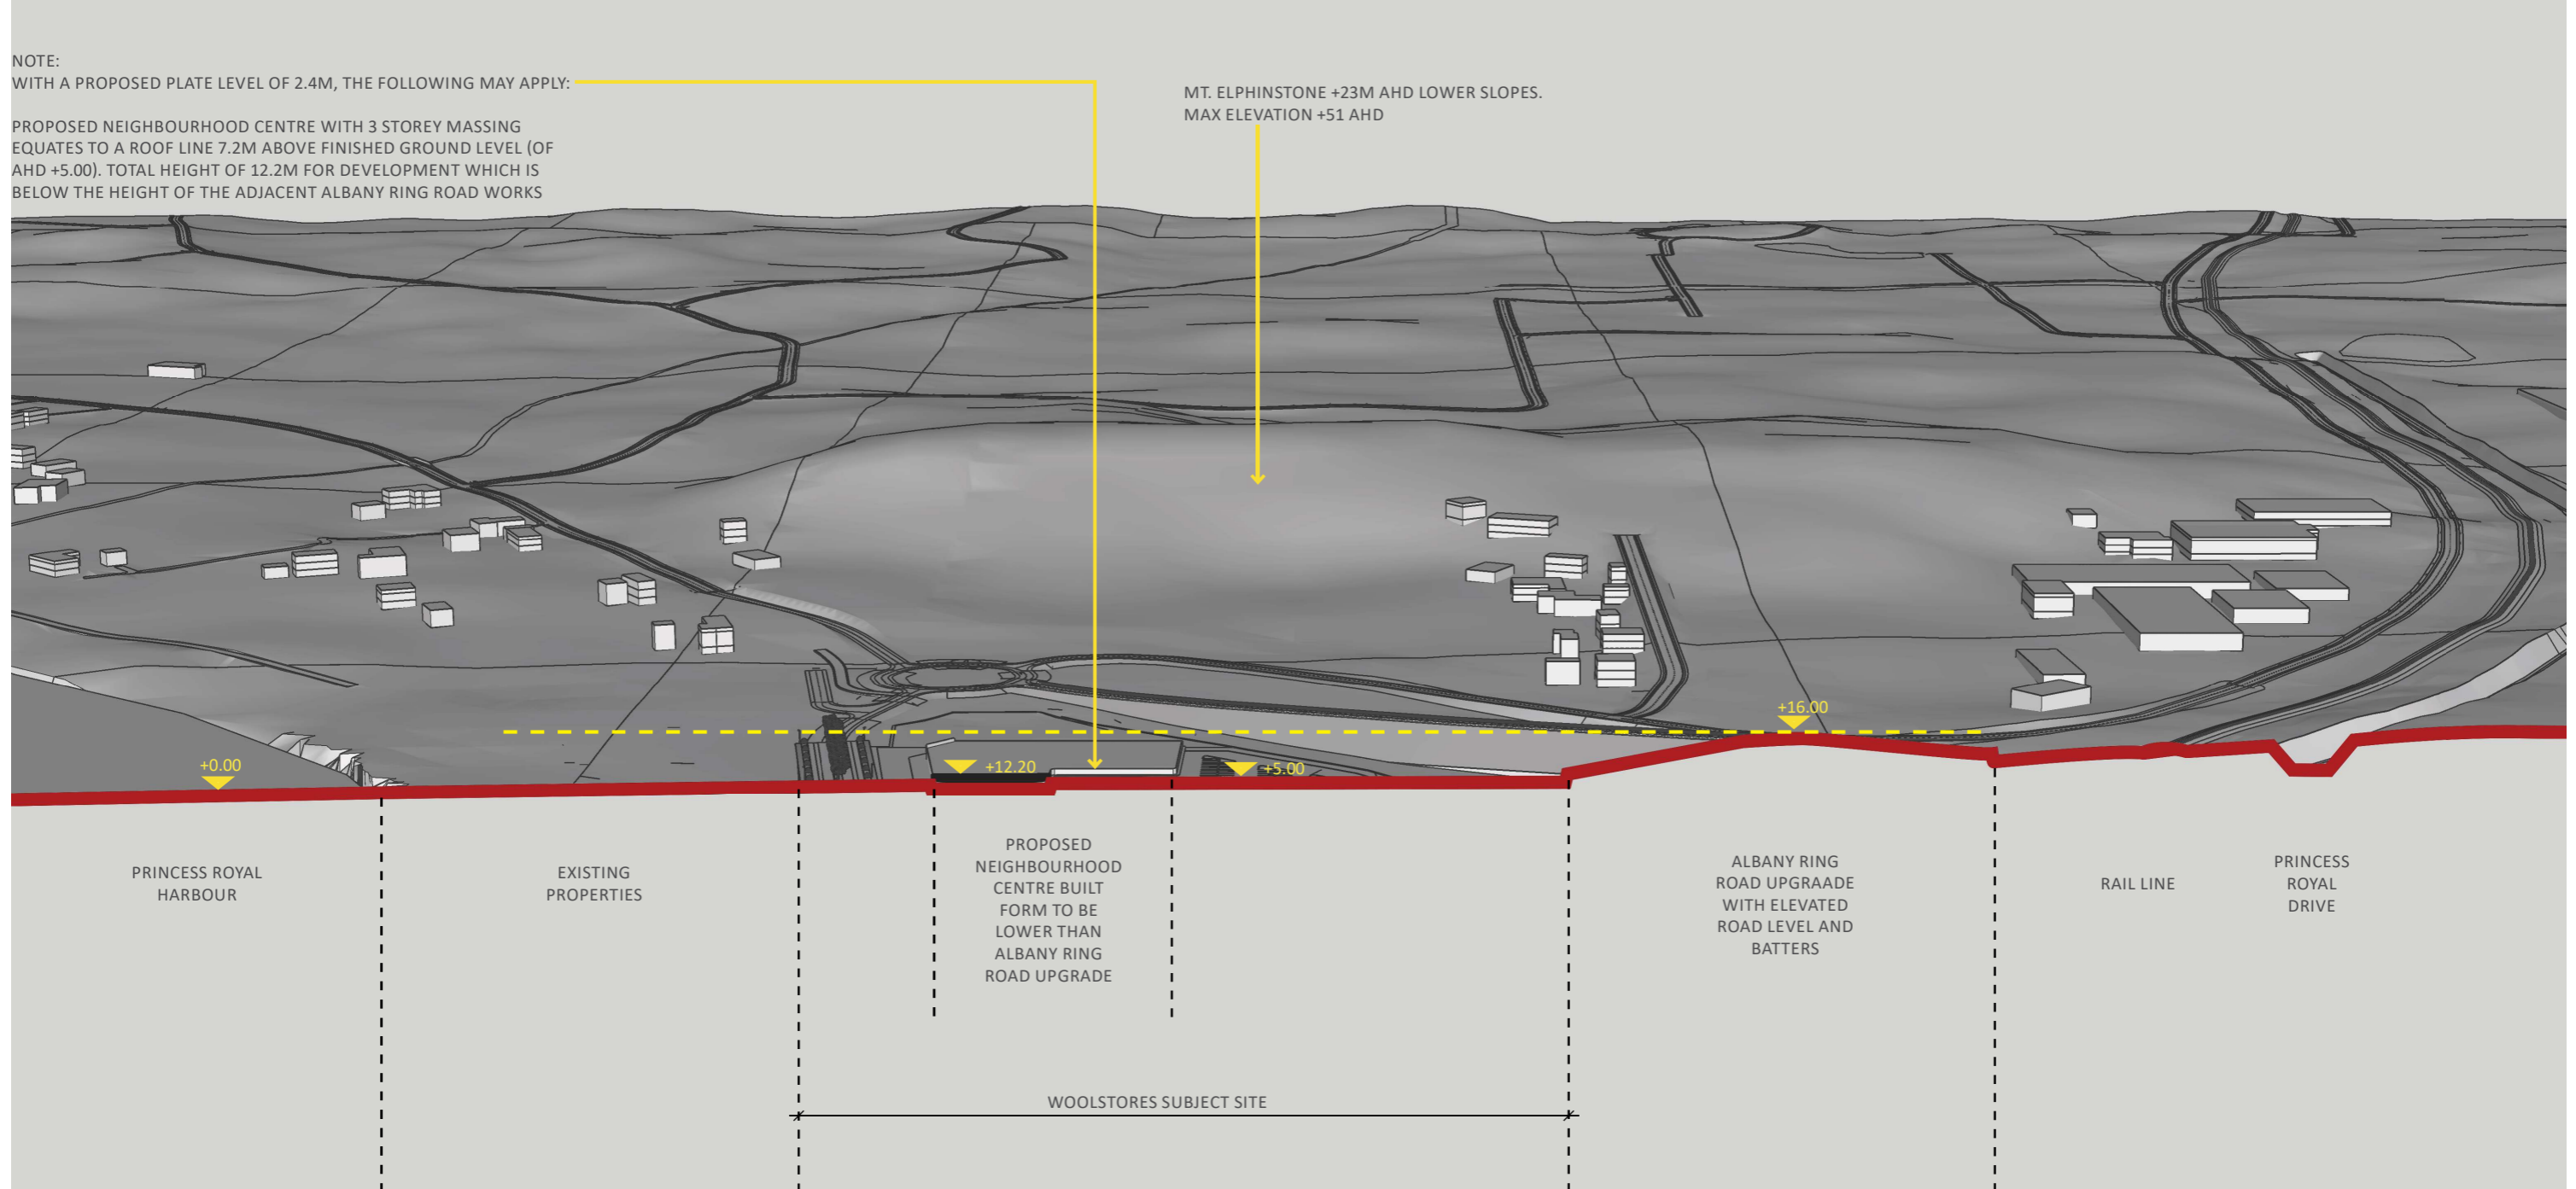 NOTE:
WITH A PROPOSED PLATE LEVEL OF 2.4M, THE FOLLOWING MAY APPLY:
PROPOSED NEIGHBOURHOOD CENTRE WITH 3 STOREY MASSING
EQUATES TO A ROOF LINE 7.2M ABOVE FINISHED GROUND LEVEL (OF
AHD +5.00). TOTAL HEIGHT OF 12.2M FOR DEVELOPMENT WHICH IS
BELOW THE HEIGHT OF THE ADJACENT ALBANY RING ROAD WORKS
MT. ELPHINSTONE +23M AHD LOWER SLOPES.
MAX ELEVATION +51 AHD
+0.00
+12.20
+5.00
+16.00
PRINCESS ROYAL
HARBOUR
EXISTING
PROPERTIES
PROPOSED
NEIGHBOURHOOD
CENTRE BUILT
FORM TO BE
LOWER THAN
ALBANY RING
ROAD UPGRADE
ALBANY RING
ROAD UPGRAADE
WITH ELEVATED
ROAD LEVEL AND
BATTERS
RAIL LINE
PRINCESS
ROYAL
DRIVE
WOOLSTORES SUBJECT SITE